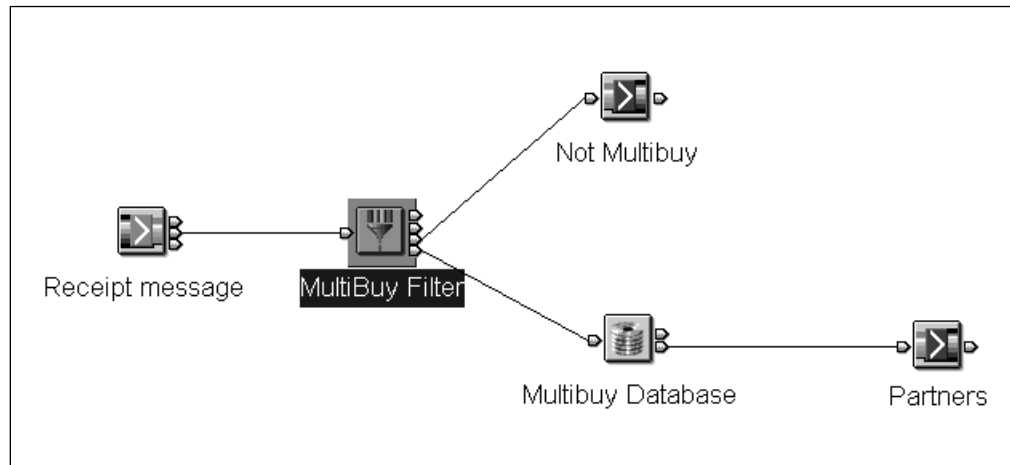 Not Multibuy
Receipt message
MultiBuy Filter
Multibuy Database
Partners